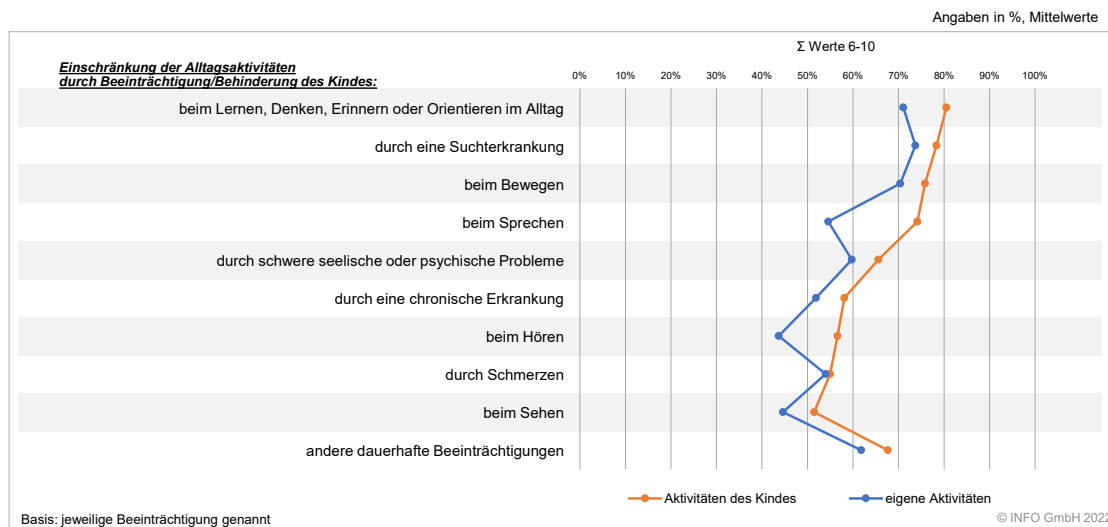 Angaben in %, Mittelwerte
Σ Werte 6-10
Einschränkung der Alltagsaktivitäten
durch Beeinträchtigung/Behinderung des Kindes:
0% 10% 20% 30% 40% 50% 60% 70% 80% 90% 100%
beim Lernen, Denken, Erinnern oder Orientieren im Alltag
durch eine Suchterkrankung
beim Bewegen
beim Sprechen
durch schwere seelische oder psychische Probleme
durch eine chronische Erkrankung
beim Hören
durch Schmerzen
beim Sehen
andere dauerhafte Beeinträchtigungen
Aktivitäten des Kindes eigene Aktivitäten
Basis: jeweilige Beeinträchtigung genannt
© INFO GmbH 2022